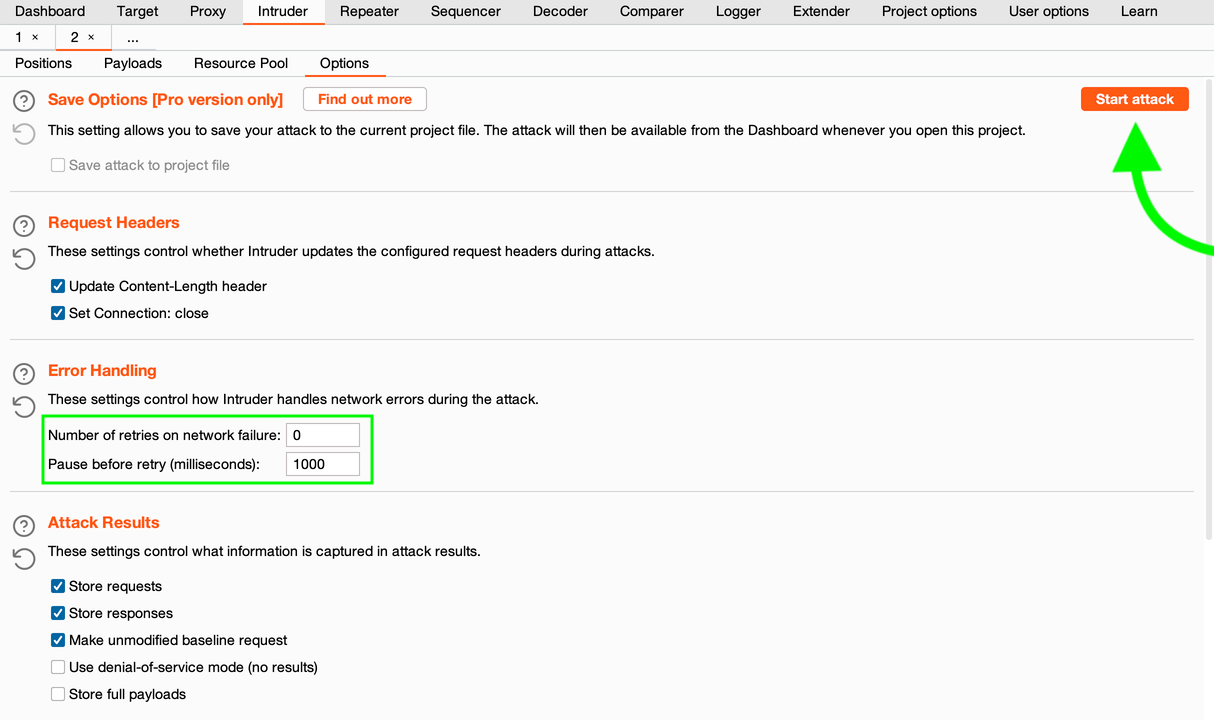 Dashboard Target Proxy Intruder Repeater Sequencer Decoder Comparer Logger Extender Project options User options Learn
1 × 2 × ...
Positions Payloads Resource Pool Options
Save Options [Pro version only] Find out more Start attack
This setting allows you to save your attack to the current project file. The attack will then be available from the Dashboard whenever you open this project.
Save attack to project file
Request Headers
These settings control whether Intruder updates the configured request headers during attacks.
Update Content-Length header
Set Connection: close
Error Handling
These settings control how Intruder handles network errors during the attack.
Number of retries on network failure: 0
Pause before retry (milliseconds): 1000
Attack Results
These settings control what information is captured in attack results.
Store requests
Store responses
Make unmodified baseline request
Use denial-of-service mode (no results)
Store full payloads